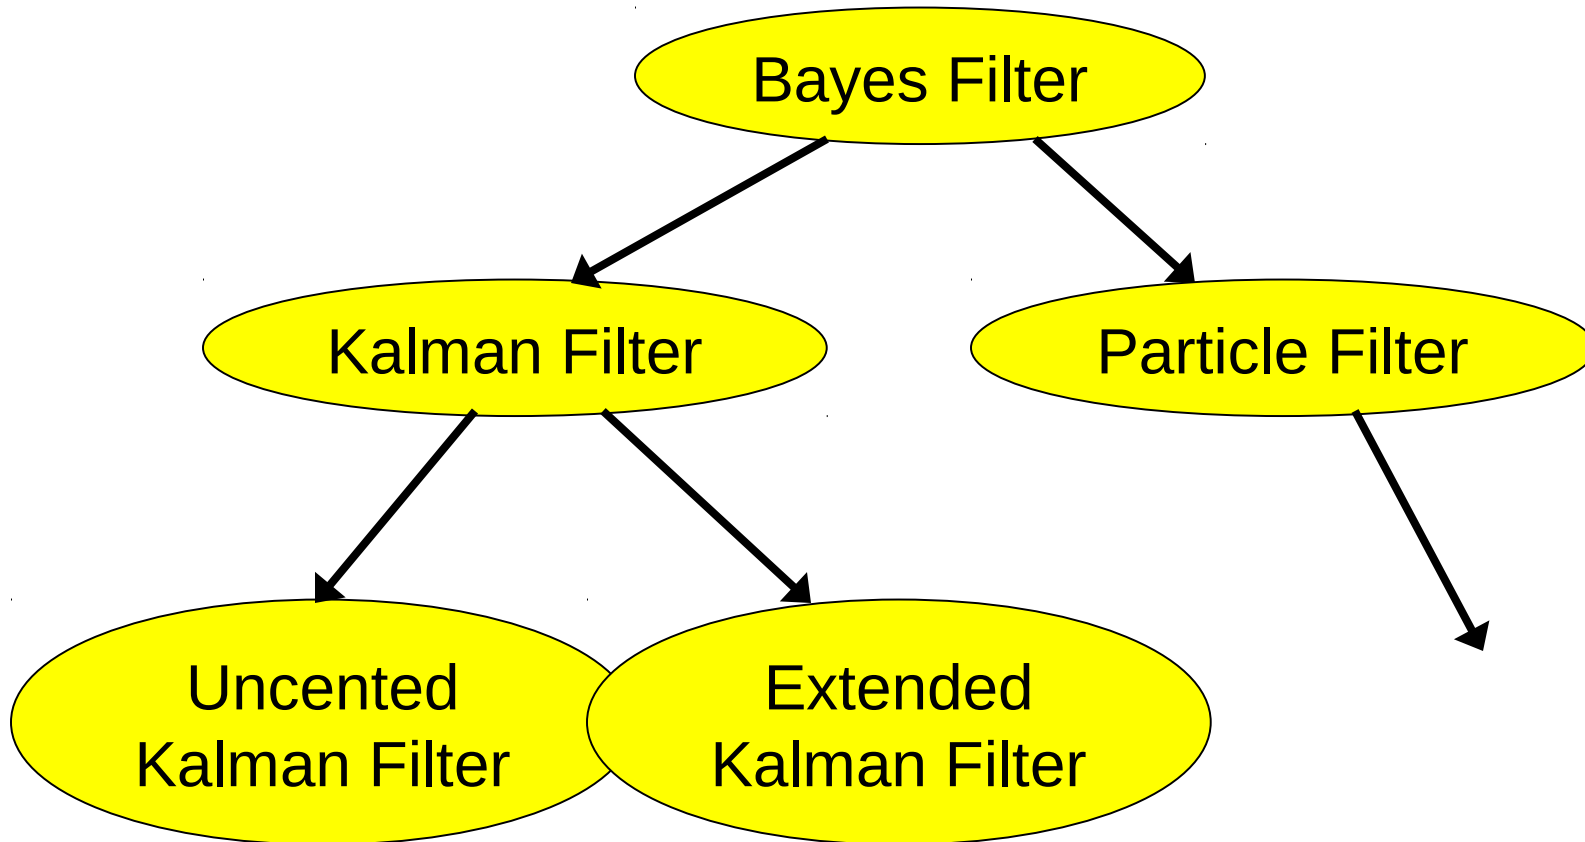 Bayes Filter
Kalman Filter
Particle Filter
Uncented
Kalman Filter
Extended
Kalman Filter